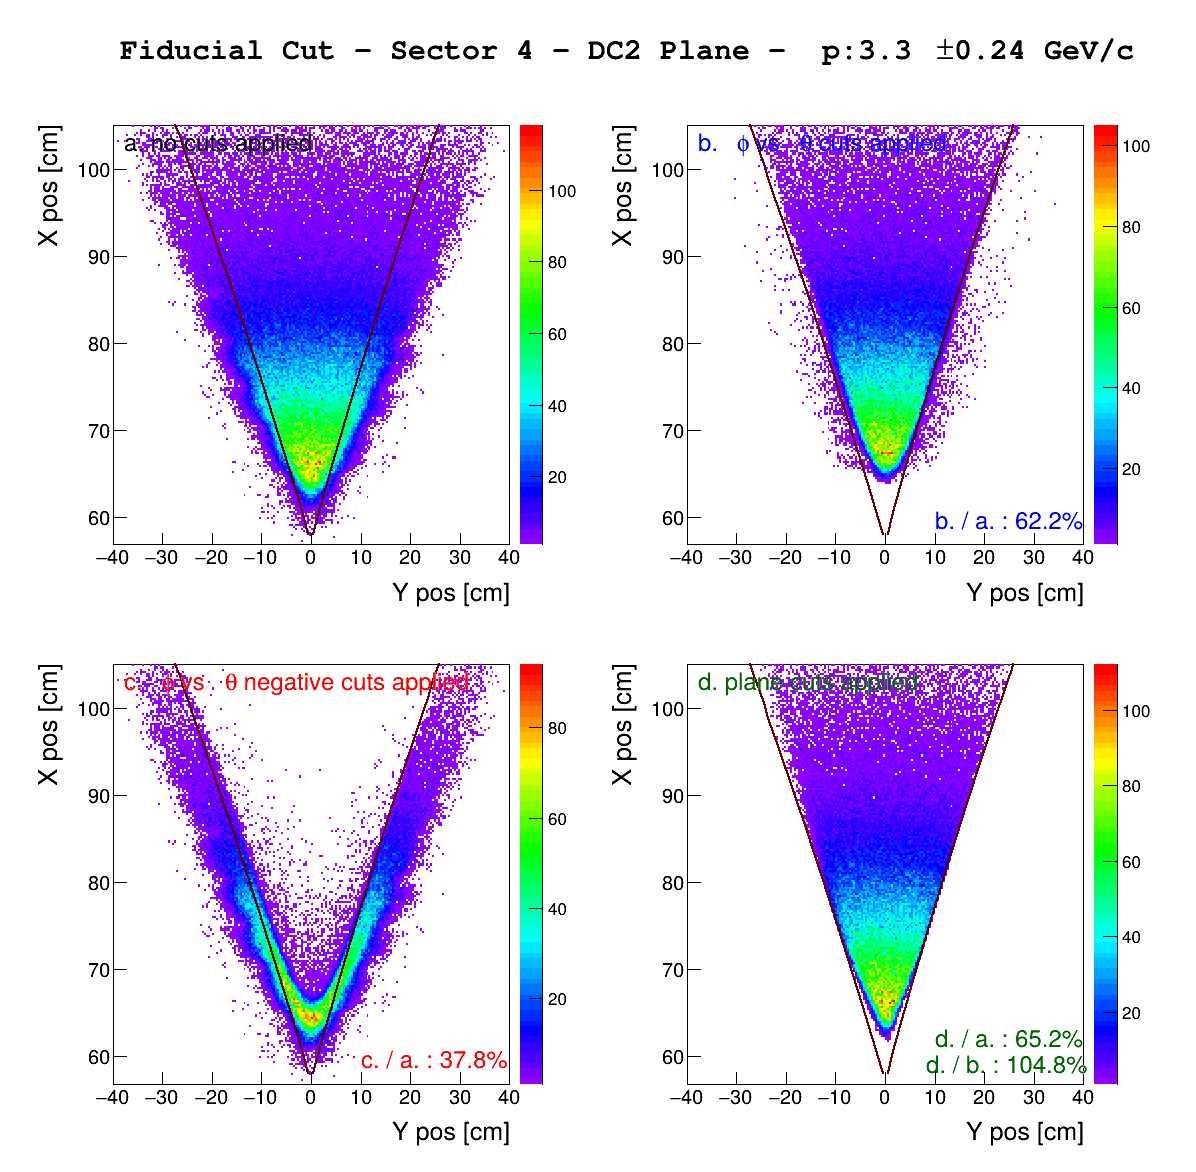 Fiducial Cut − Sector 4 − DC2 Plane − p:3.3 ±0.24 GeV/c
a. no cuts applied
X pos [cm]
100
90
80
70
60
−40 −30 −20 −10 0 10 20 30 40
Y pos [cm]
100
80
60
40
20
b. φ vs θ cuts applied
X pos [cm]
100
90
80
70
60
b. / a. : 62.2%
−40 −30 −20 −10 0 10 20 30 40
Y pos [cm]
100
80
60
40
20
c. φ vs θ negative cuts applied
X pos [cm]
100
90
80
70
60
c. / a. : 37.8%
−40 −30 −20 −10 0 10 20 30 40
Y pos [cm]
80
60
40
20
d. plane cuts applied
X pos [cm]
100
90
80
70
60
d. / a. : 65.2%
d. / b. : 104.8%
−40 −30 −20 −10 0 10 20 30 40
Y pos [cm]
100
80
60
40
20